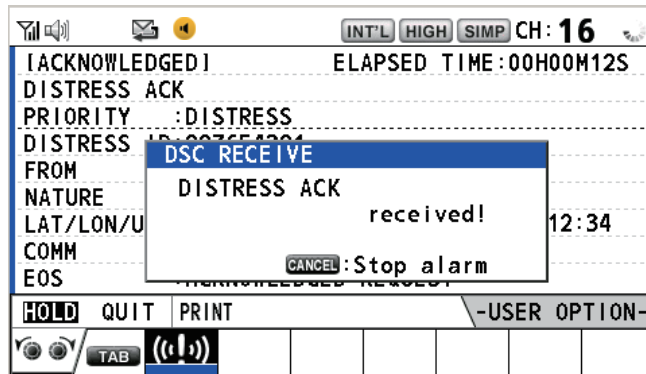 INT'L HIGH SIMP CH: 16
[ACKNOWLEDGED] ELAPSED TIME:00H00M12S
DISTRESS ACK
PRIORITY :DISTRESS
DISTRESS
DSC RECEIVE
FROM
DISTRESS ACK
NATURE
received!
LAT/LON/U 12:34
COMM
CANCEL :Stop alarm
EOS
HOLD QUIT PRINT -USER OPTION-
TAB